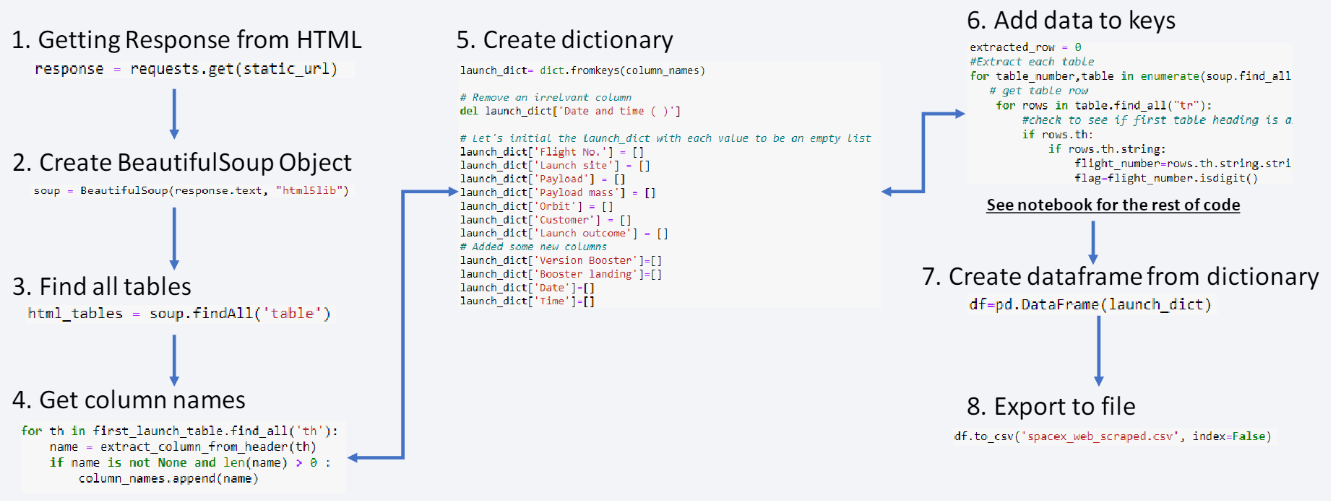 1. Getting Response from HTML
response = requests.get(static_url)
2. Create BeautifulSoup Object
soup = BeautifulSoup(response.text, "html5lib")
3. Find all tables
html_tables = soup.findAll('table')
4. Get column names
for th in first_launch_table.find_all('th'):
    name = extract_column_from_header(th)
    if name is not None and len(name) > 0 :
        column_names.append(name)
5. Create dictionary
launch_dict= dict.fromkeys(column_names)
# Remove an irrelvant column
del launch_dict['Date and time ( )']
# Let's initial the launch_dict with each value to be an empty list
launch_dict['Flight No.'] = []
launch_dict['Launch site'] = []
launch_dict['Payload'] = []
launch_dict['Payload mass'] = []
launch_dict['Orbit'] = []
launch_dict['Customer'] = []
launch_dict['Launch outcome'] = []
# Added some new columns
launch_dict['Version Booster']=[]
launch_dict['Booster landing']=[]
launch_dict['Date']=[]
launch_dict['Time']=[]
6. Add data to keys
extracted_row = 0
#Extract each table
for table_number,table in enumerate(soup.find_all
   # get table row
    for rows in table.find_all("tr"):
        #check to see if first table heading is a
        if rows.th:
            if rows.th.string:
                flight_number=rows.th.string.stri
                flag=flight_number.isdigit()
See notebook for the rest of code
7. Create dataframe from dictionary
df=pd.DataFrame(launch_dict)
8. Export to file
df.to_csv('spacex_web_scraped.csv', index=False)